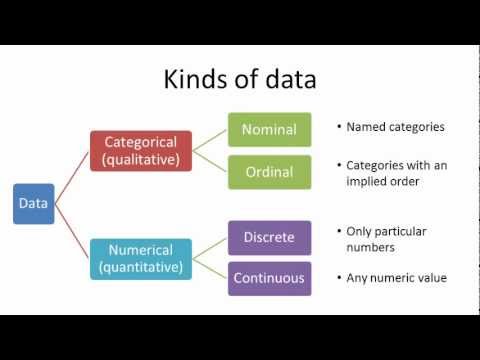 Kinds of data
Data
Categorical
(qualitative)
Nominal
• Named categories
Ordinal
• Categories with an
implied order
Numerical
(quantitative)
Discrete
• Only particular
numbers
Continuous
• Any numeric value